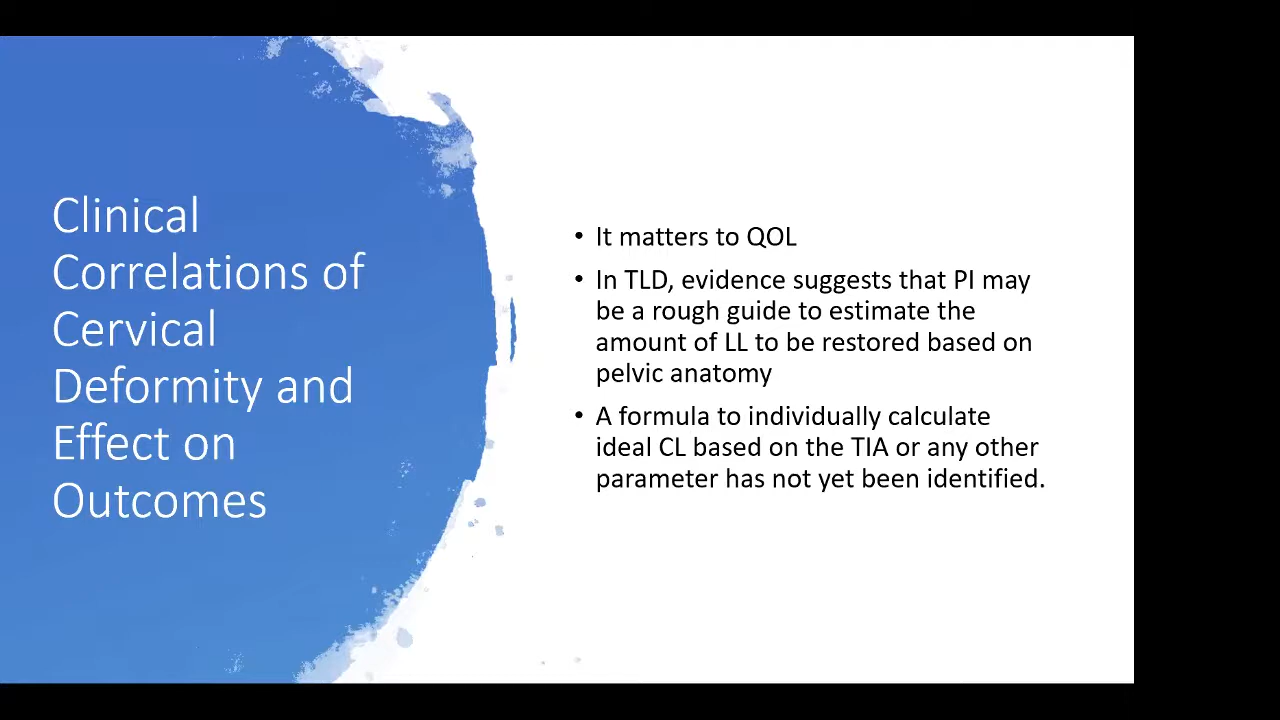 Clinical
Correlations of
Cervical
Deformity and
Effect on
Outcomes
• It matters to QOL
• In TLD, evidence suggests that PI may
be a rough guide to estimate the
amount of LL to be restored based on
pelvic anatomy
• A formula to individually calculate
ideal CL based on the TIA or any other
parameter has not yet been identified.